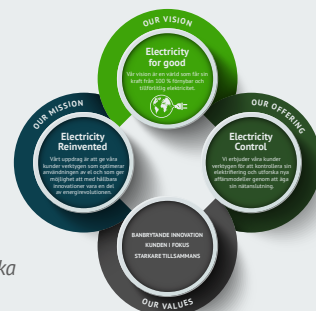 OUR VISION
Electricity
for good
Vår vision är en värld som får sin
kraft från 100 % förnybar och
tillförlitlig elektricitet.
OUR MISSION
Electricity
Reinvented
Vårt uppdrag är att ge våra
kunder verktygen som optimerar
användningen av el och som ger
möjlighet att med hållbara
innovationer vara en del
av energirevolutionen.
OUR OFFERING
Electricity
Control
Vi erbjuder våra kunder
verktygen för att kontrollera sin
elektrifiering och utforska nya
affärsmodeller genom att äga
sin nätanslutning.
BANBRYTANDE INNOVATION
KUNDEN I FOKUS
STARKARE TILLSAMMANS
OUR VALUES
ka